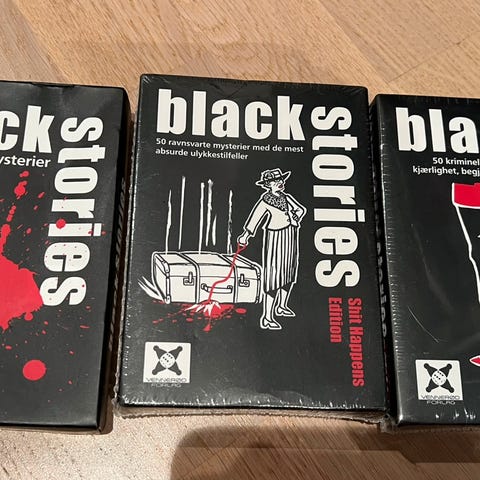 ck
stories
ysterier
black
stories
50 ravnsvarte mysterier med de mest
absurde ulykkestilfeller
Shit Happens
Edition
VENNERØD
FORLAG
bla
50 kriminel
kjærlighet, begj
VENNERØD
FORLAG